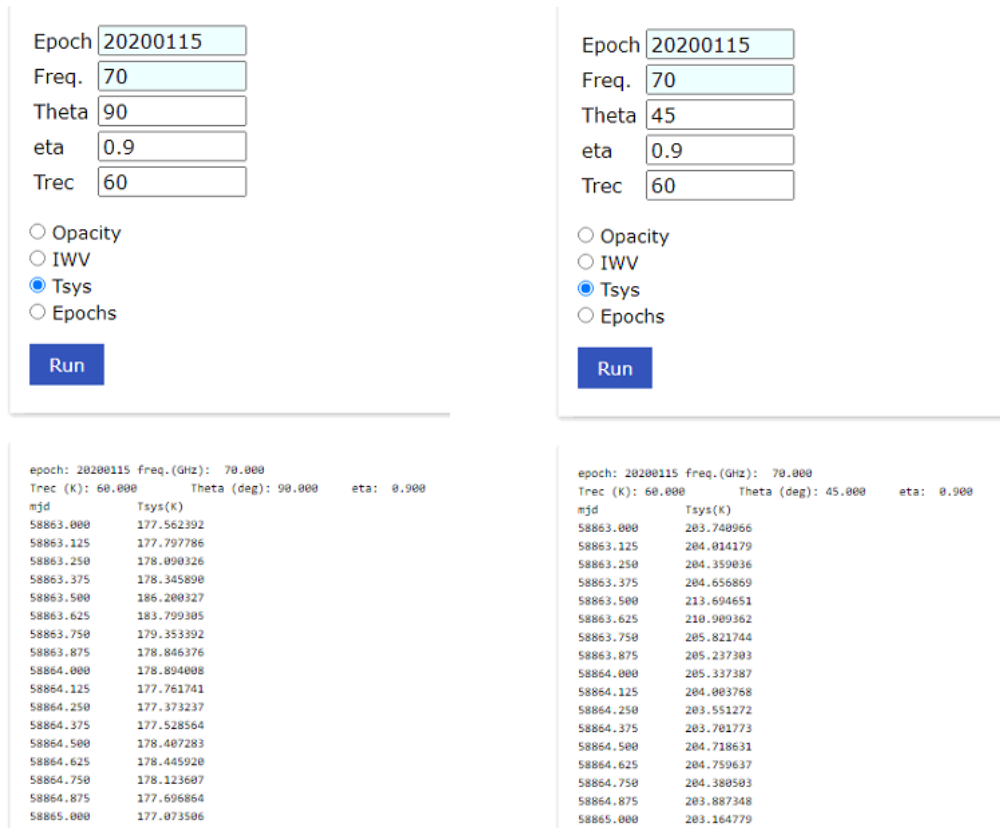 Epoch 20200115
Freq. 70
Theta 90
eta 0.9
Trec 60
Opacity
IWV
Tsys
Epochs
Run
epoch: 20200115 freq.(GHz): 70.000
Trec (K): 60.000 Theta (deg): 90.000 eta: 0.900
mjd Tsys(K)
58863.000 177.562392
58863.125 177.797786
58863.250 178.090326
58863.375 178.345890
58863.500 186.200327
58863.625 183.799305
58863.750 179.353392
58863.875 178.846376
58864.000 178.894008
58864.125 177.761741
58864.250 177.373237
58864.375 177.528564
58864.500 178.407283
58864.625 178.445920
58864.750 178.123607
58864.875 177.696864
58865.000 177.073506
Epoch 20200115
Freq. 70
Theta 45
eta 0.9
Trec 60
Opacity
IWV
Tsys
Epochs
Run
epoch: 20200115 freq.(GHz): 70.000
Trec (K): 60.000 Theta (deg): 45.000 eta: 0.900
mjd Tsys(K)
58863.000 203.740966
58863.125 204.014179
58863.250 204.359036
58863.375 204.656869
58863.500 213.694651
58863.625 210.909362
58863.750 205.821744
58863.875 205.237303
58864.000 205.337387
58864.125 204.003768
58864.250 203.551272
58864.375 203.701773
58864.500 204.718631
58864.625 204.759637
58864.750 204.380503
58864.875 203.887348
58865.000 203.164779